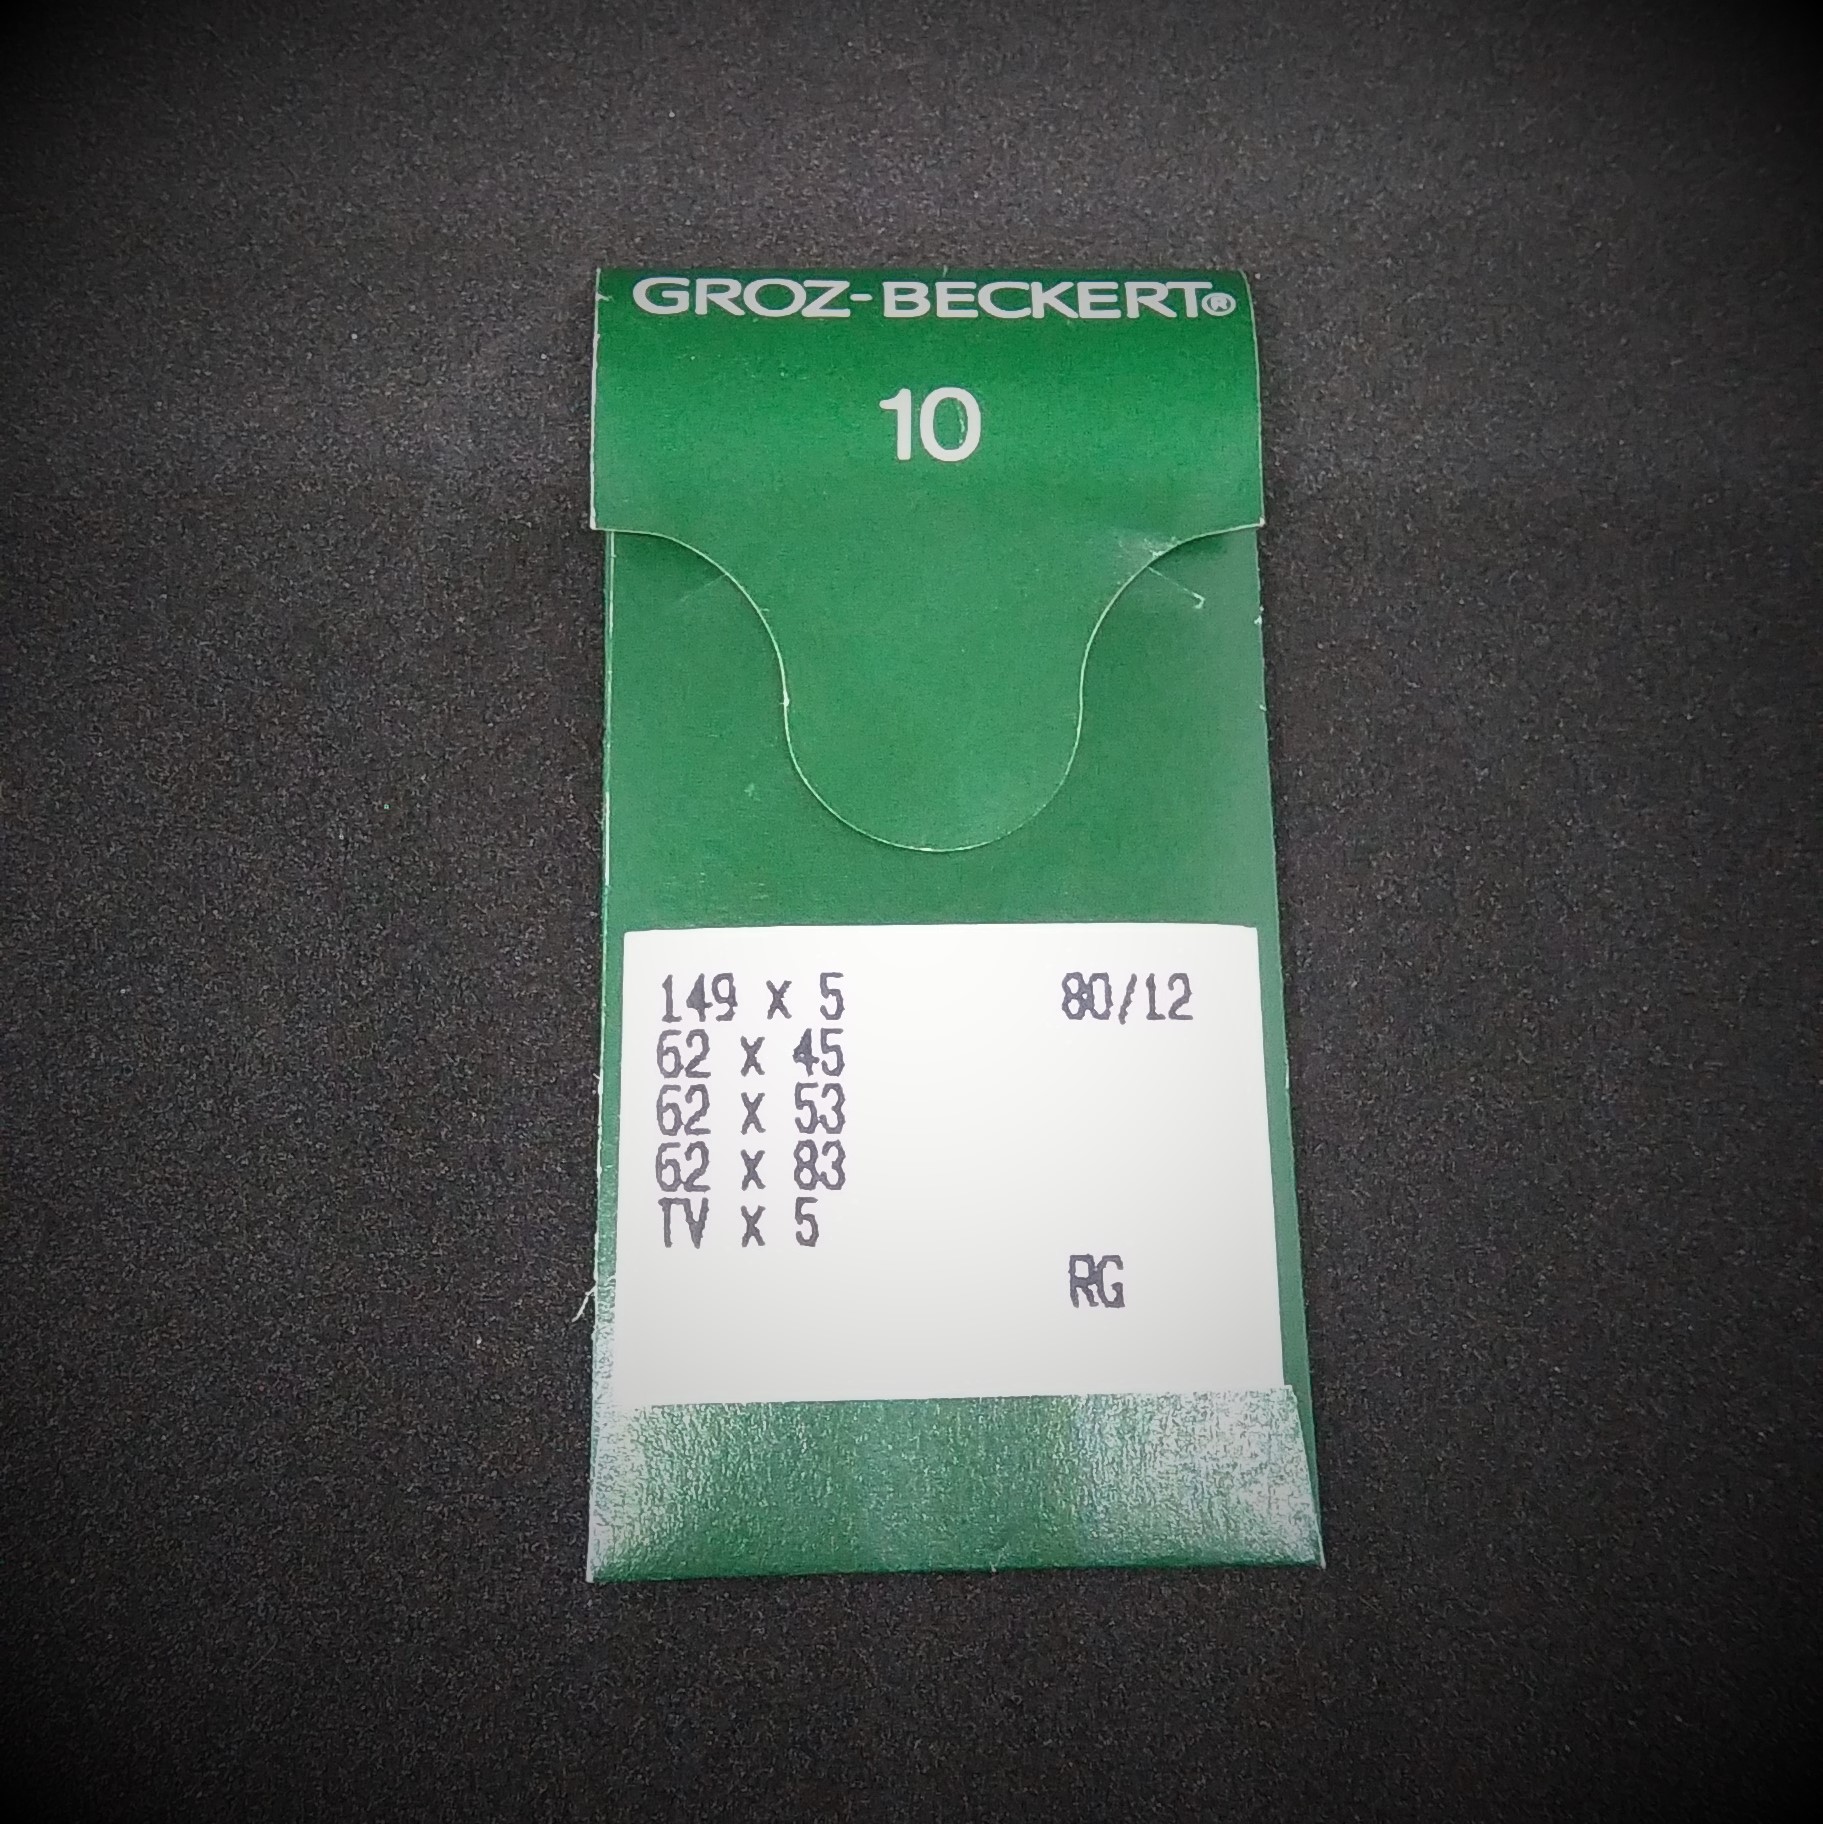 GROZ-BECKERT®
10
149 x 5 80/12
62 x 45
62 x 53
62 x 83
TV x 5
RG